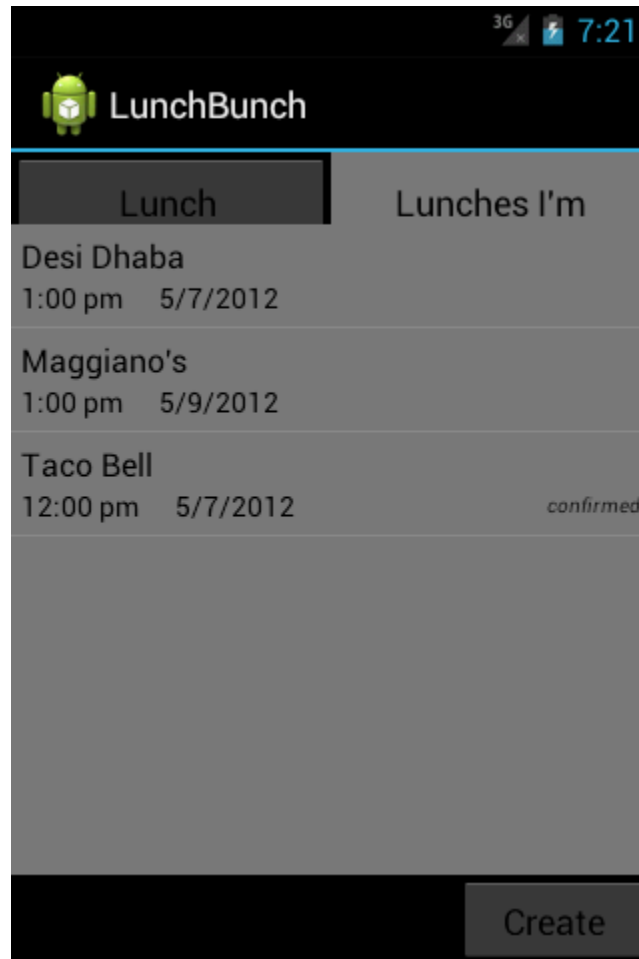 3G 7:21
LunchBunch
Lunch Lunches I'm
Desi Dhaba
1:00 pm 5/7/2012
Maggiano's
1:00 pm 5/9/2012
Taco Bell
12:00 pm 5/7/2012 confirmed
Create